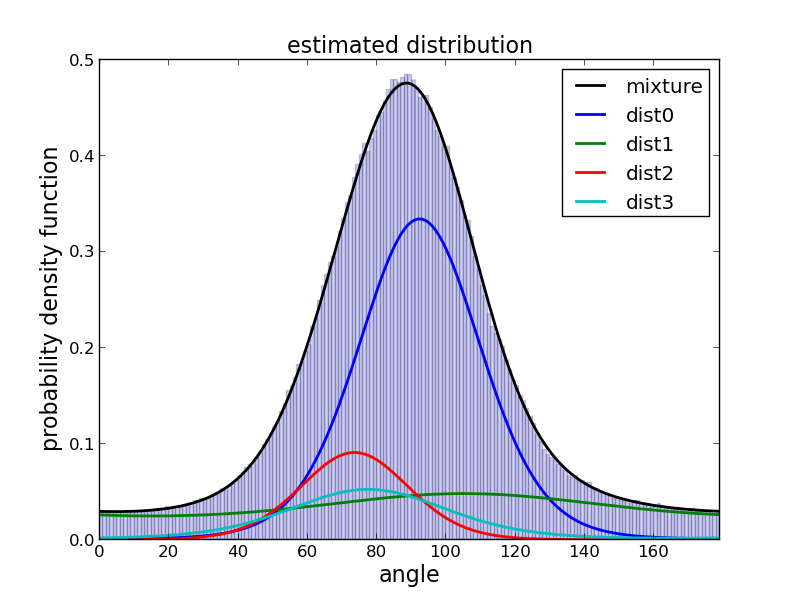 estimated distribution
probability density function
0.5
0.4
0.3
0.2
0.1
0.0
mixture
dist0
dist1
dist2
dist3
0 20 40 60 80 100 120 140 160
angle